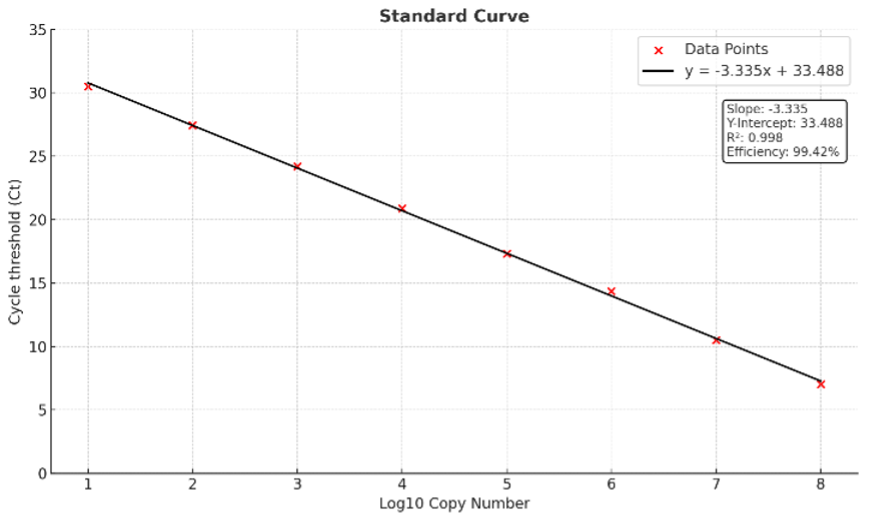 Standard Curve
35
30
25
20
15
10
5
0
Cycle threshold (Ct)
Data Points
y = -3.335x + 33.488
Slope: -3.335
Y-Intercept: 33.488
R²: 0.998
Efficiency: 99.42%
1 2 3 4 5 6 7 8
Log10 Copy Number